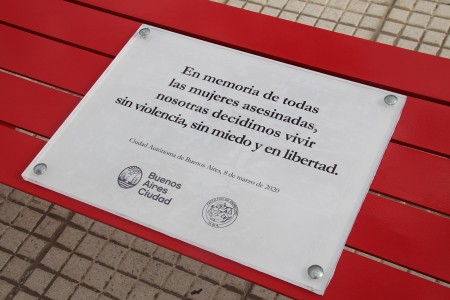 En memoria de todas
las mujeres asesinadas,
nosotras decidimos vivir
sin violencia, sin miedo y en libertad.
Ciudad Autónoma de Buenos Aires, 8 de marzo de 2020
Buenos
Aires
Ciudad